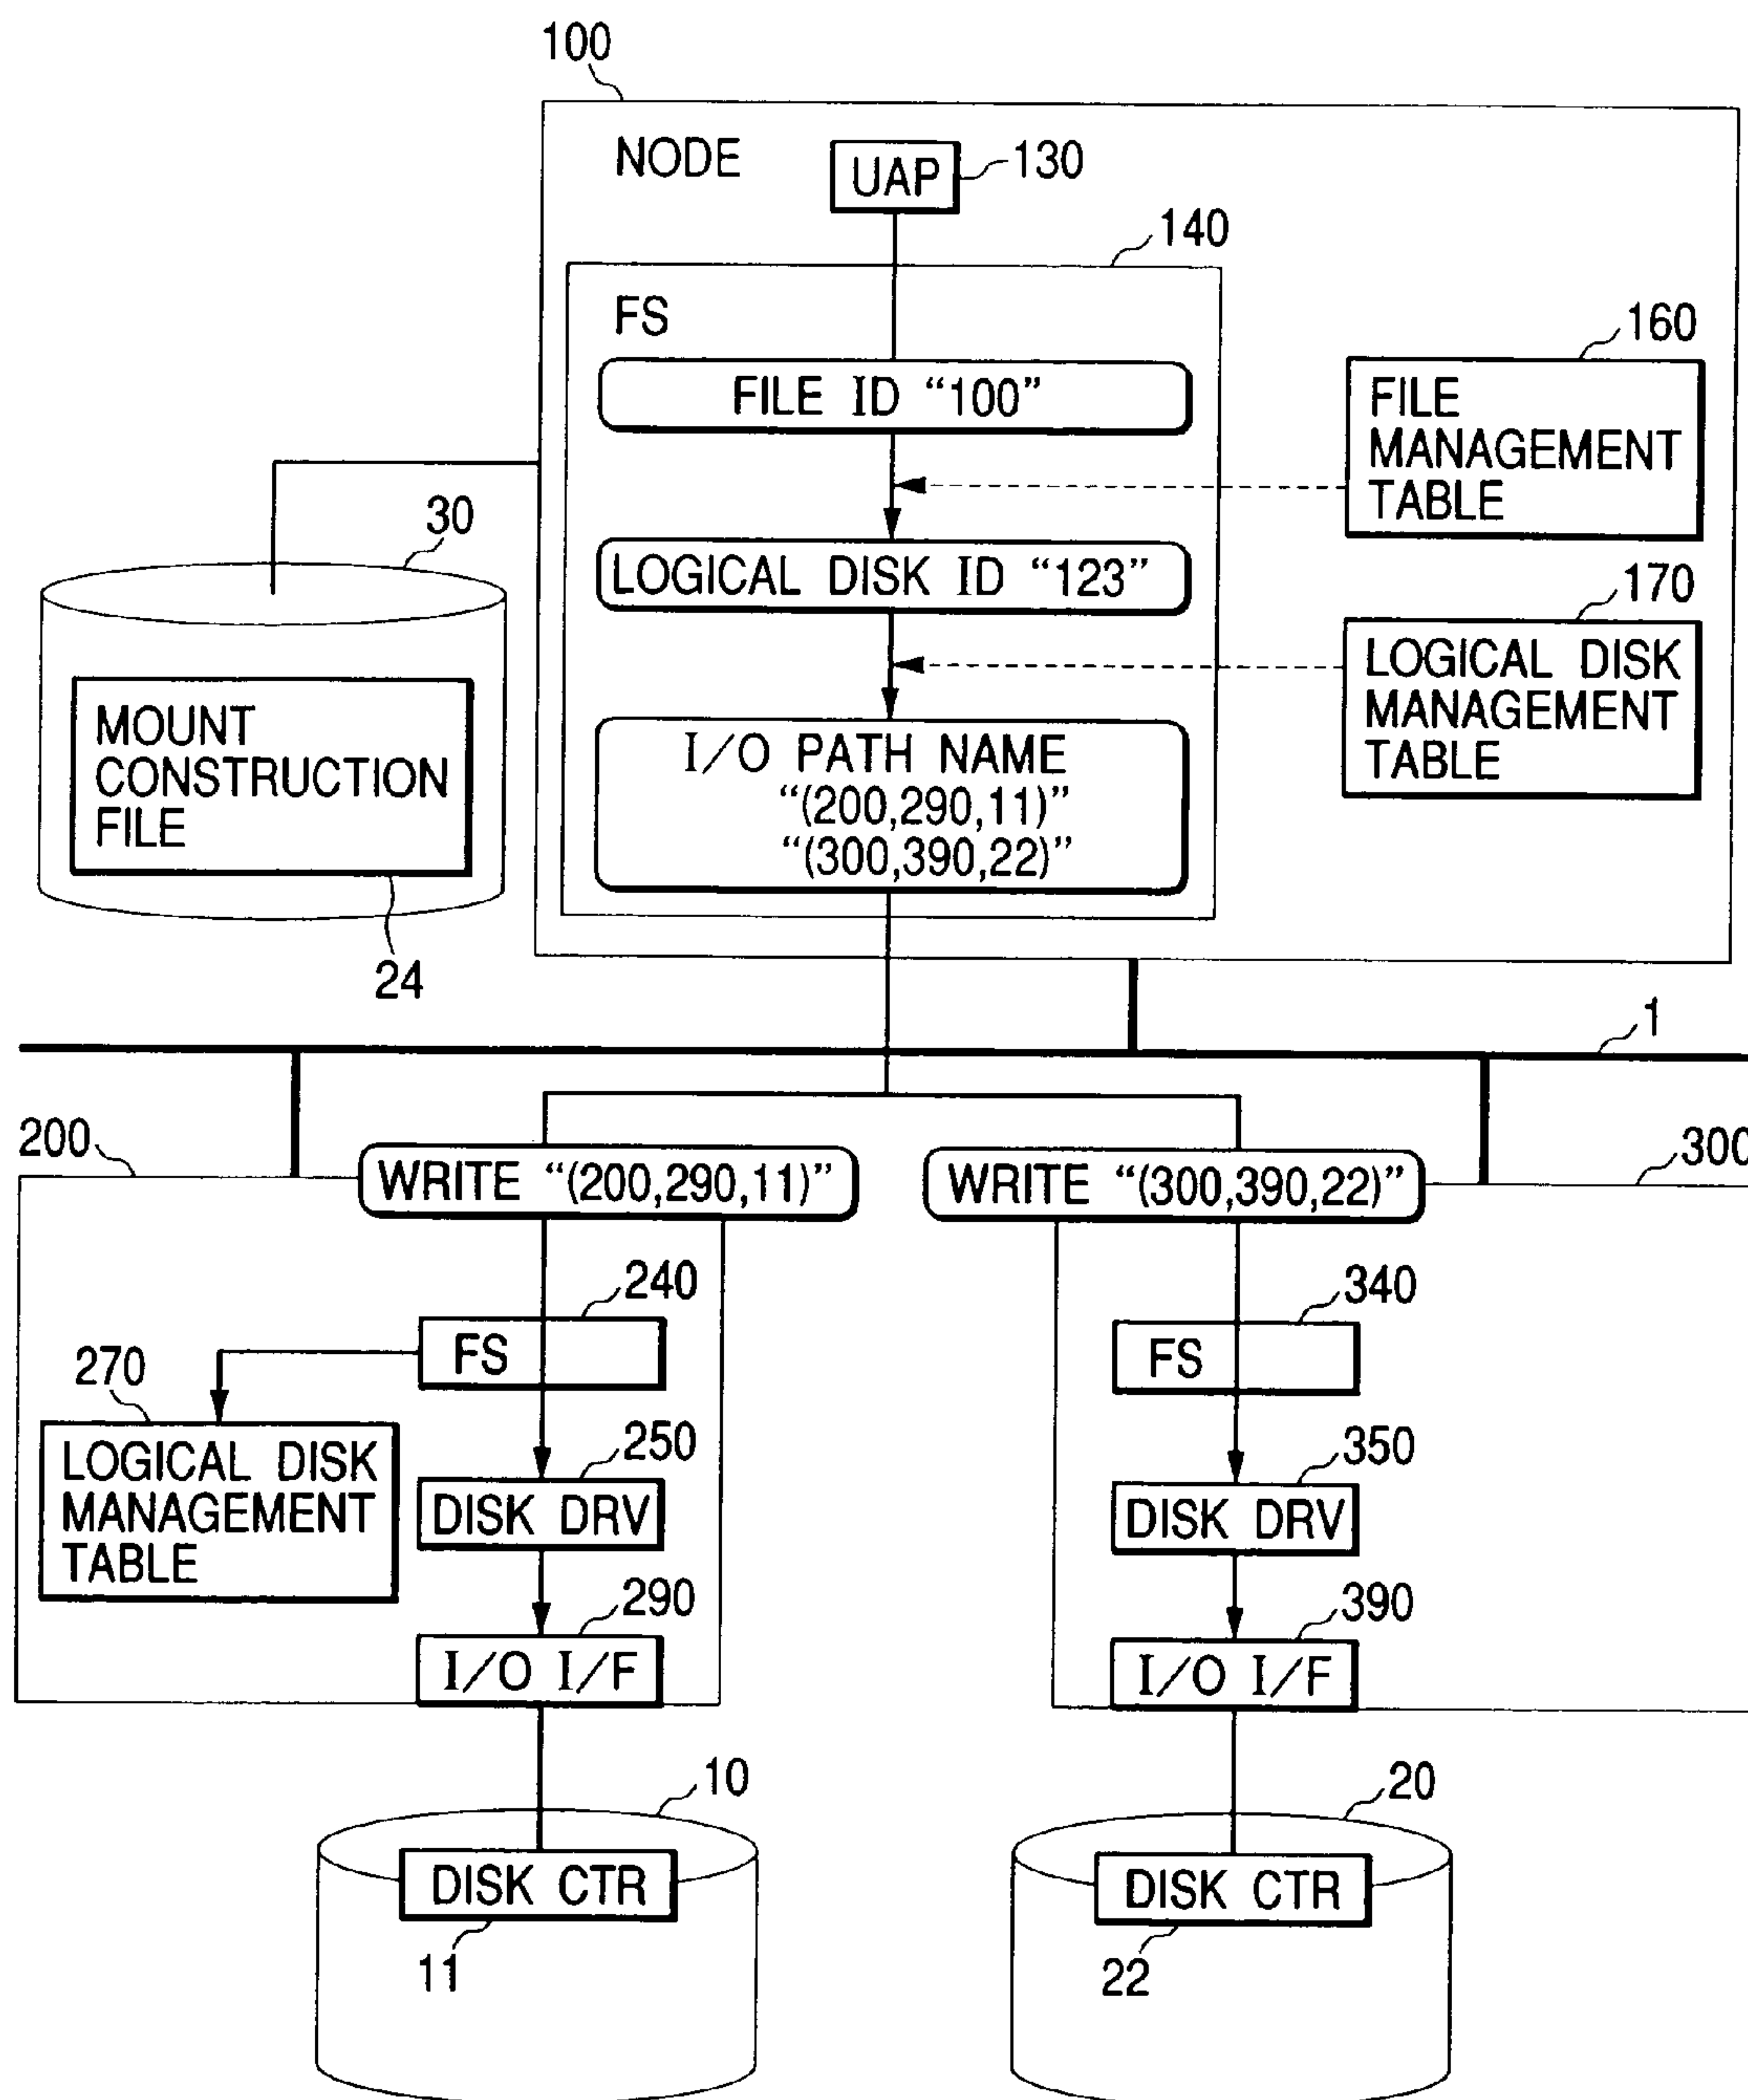 100
NODE
UAP
130
140
FS
160
FILE ID “100”
FILE
MANAGEMENT
TABLE
30
LOGICAL DISK ID “123”
170
LOGICAL DISK
MANAGEMENT
TABLE
MOUNT
CONSTRUCTION
FILE
I/O PATH NAME
“(200,290,11)”
“(300,390,22)”
24
1
200
WRITE “(200,290,11)”
WRITE “(300,390,22)”
300
240
FS
340
FS
270
LOGICAL DISK
MANAGEMENT
TABLE
250
DISK DRV
350
DISK DRV
290
I/O I/F
390
I/O I/F
10
DISK CTR
11
20
DISK CTR
22